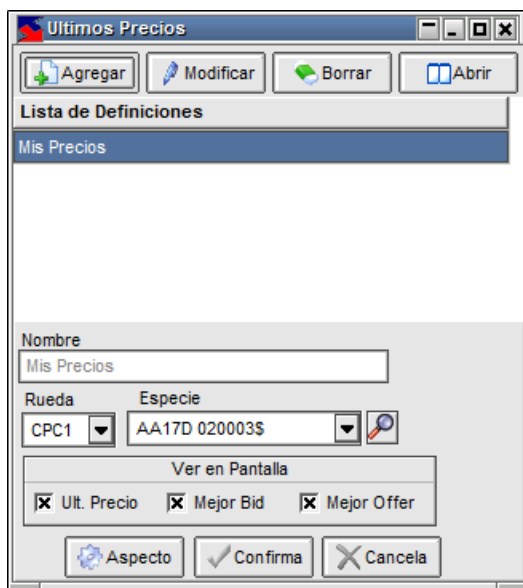 Ultimos Precios
Agregar Modificar Borrar Abrir
Lista de Definiciones
Mis Precios
Nombre
Mis Precios
Rueda Especie
CPC1 AA17D 020003$
Ver en Pantalla
Ult. Precio Mejor Bid Mejor Offer
Aspecto Confirma Cancela